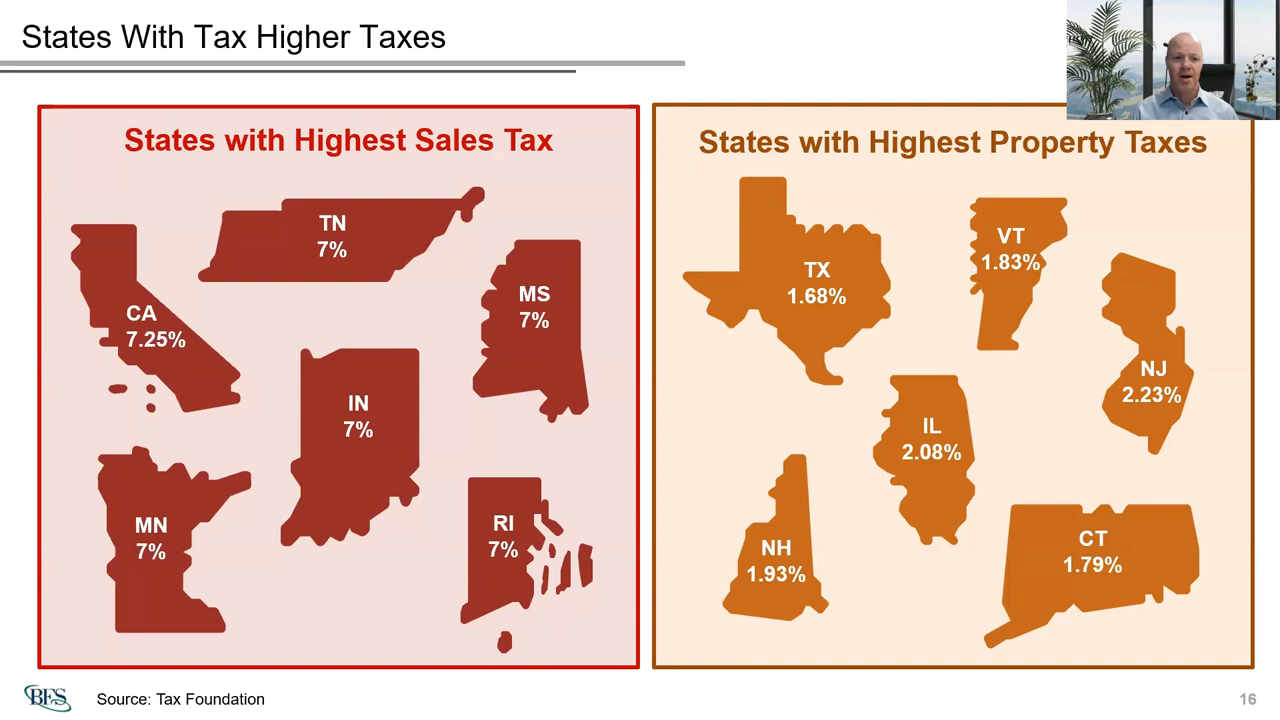 States With Tax Higher Taxes
States with Highest Sales Tax
TN
7%
MS
7%
CA
7.25%
IN
7%
MN
7%
RI
7%
States with Highest Property Taxes
TX
1.68%
VT
1.83%
NJ
2.23%
IL
2.08%
NH
1.93%
CT
1.79%
BFS
Source: Tax Foundation
16